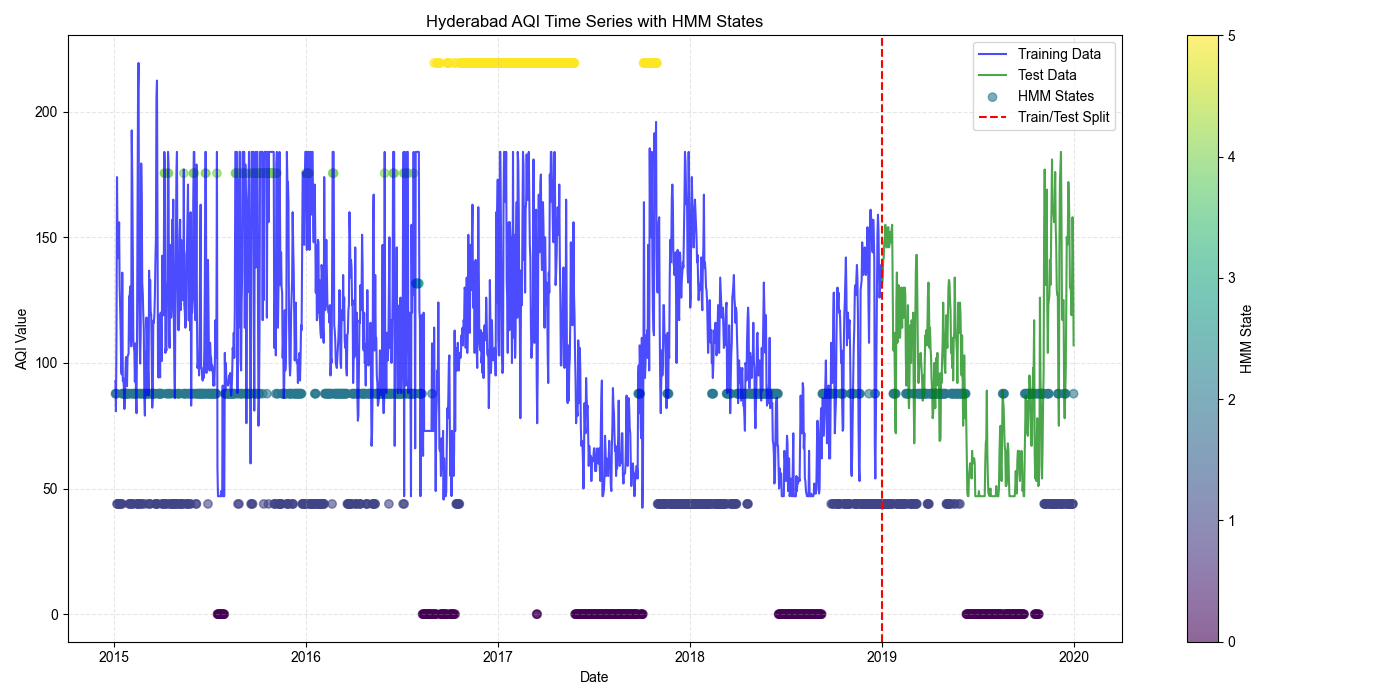 Hyderabad AQI Time Series with HMM States
Training Data
Test Data
HMM States
Train/Test Split
AQI Value
200
150
100
50
0
2015
2016
2017
2018
2019
2020
Date
5
4
3
2
1
0
HMM State